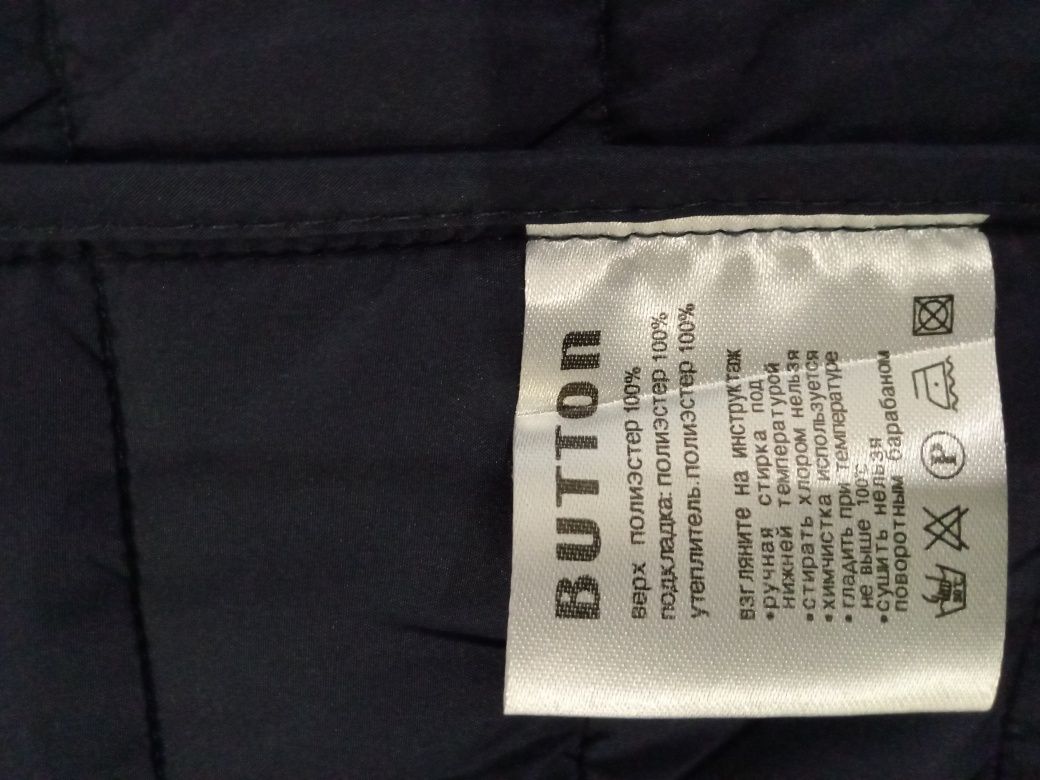 BUTTon
верх полиэстер 100%
подкладка: полиэстер 100%
утеплитель.полиэстер 100%
взгляните на инструктаж
•ручная стирка под
нижней температурой
•стирать хлором нельзя
•химчистка используется
•гладить при температуре
не выше 100℃
•сушить нельзя
поворотным барабаном
P